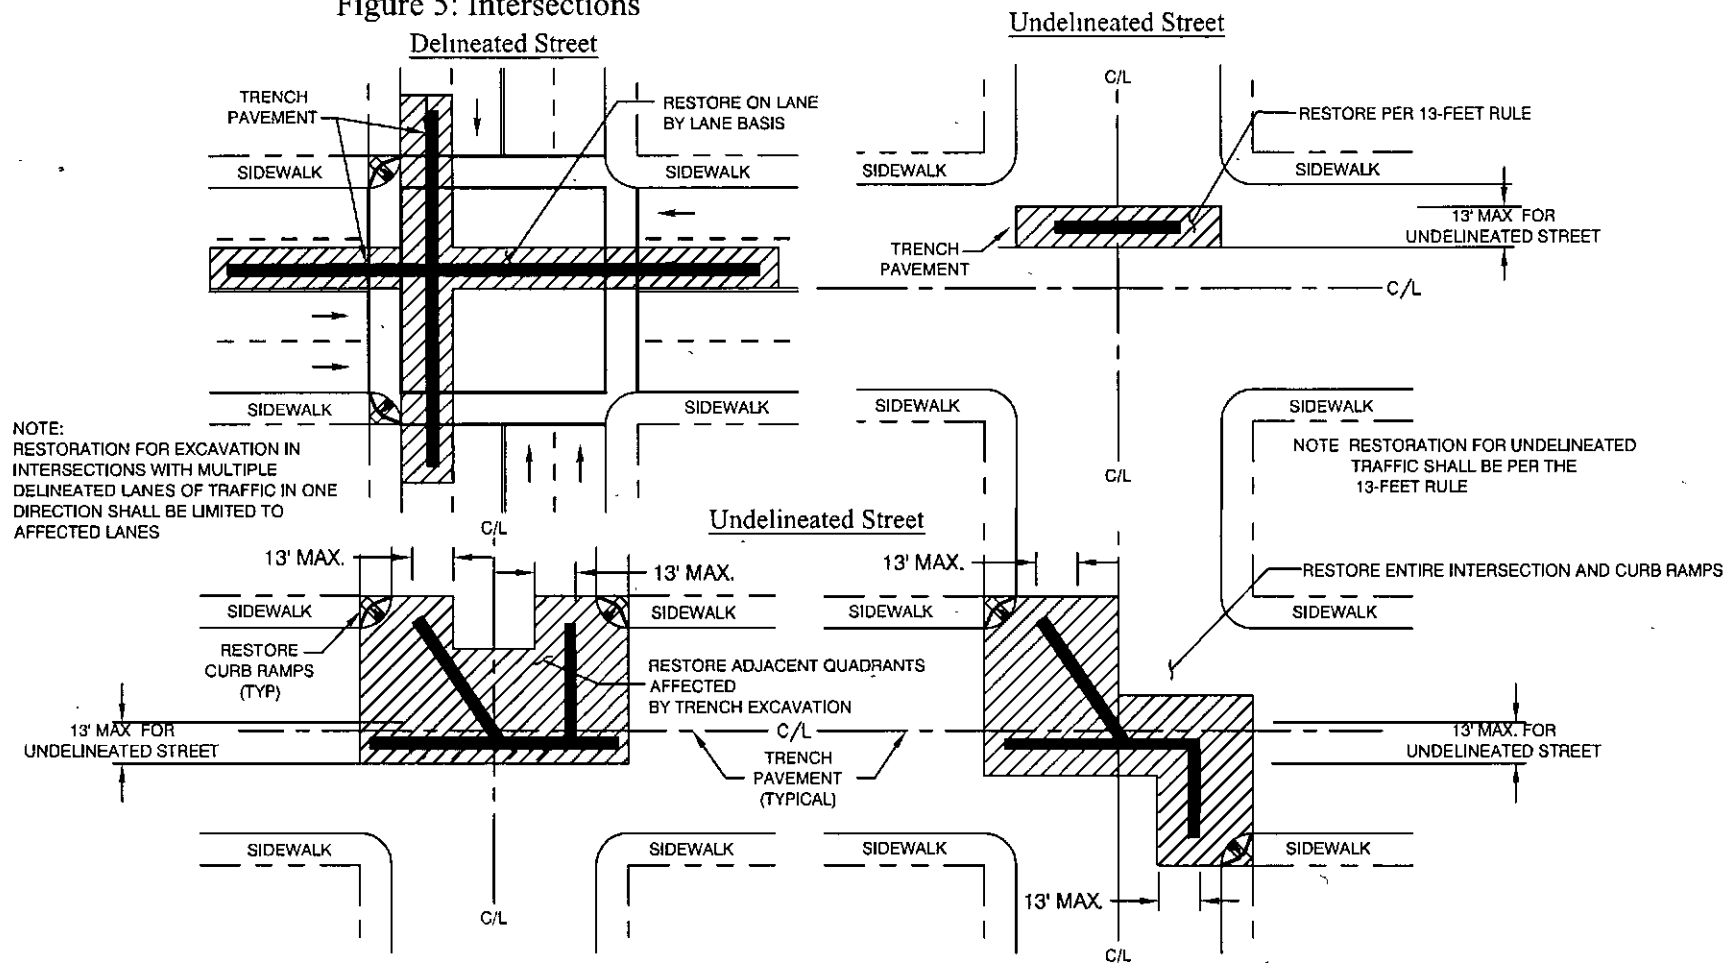 Figure 5: Intersections
Delineated Street
TRENCH
PAVEMENT
RESTORE ON LANE
BY LANE BASIS
SIDEWALK
SIDEWALK
SIDEWALK
SIDEWALK
NOTE:
RESTORATION FOR EXCAVATION IN
INTERSECTIONS WITH MULTIPLE
DELINEATED LANES OF TRAFFIC IN ONE
DIRECTION SHALL BE LIMITED TO
AFFECTED LANES
Undelineated Street
C/L
RESTORE PER 13-FEET RULE
SIDEWALK
SIDEWALK
13' MAX FOR
UNDELINEATED STREET
TRENCH
PAVEMENT
C/L
SIDEWALK
SIDEWALK
NOTE RESTORATION FOR UNDELINEATED
TRAFFIC SHALL BE PER THE
13-FEET RULE
C/L
Undelineated Street
C/L
13' MAX.
13' MAX.
SIDEWALK
SIDEWALK
RESTORE
CURB RAMPS
(TYP)
RESTORE ADJACENT QUADRANTS
AFFECTED
BY TRENCH EXCAVATION
13' MAX FOR
UNDELINEATED STREET
C/L
TRENCH
PAVEMENT
(TYPICAL)
SIDEWALK
SIDEWALK
C/L
13' MAX.
RESTORE ENTIRE INTERSECTION AND CURB RAMPS
SIDEWALK
SIDEWALK
13' MAX. FOR
UNDELINEATED STREET
SIDEWALK
SIDEWALK
13' MAX.
C/L